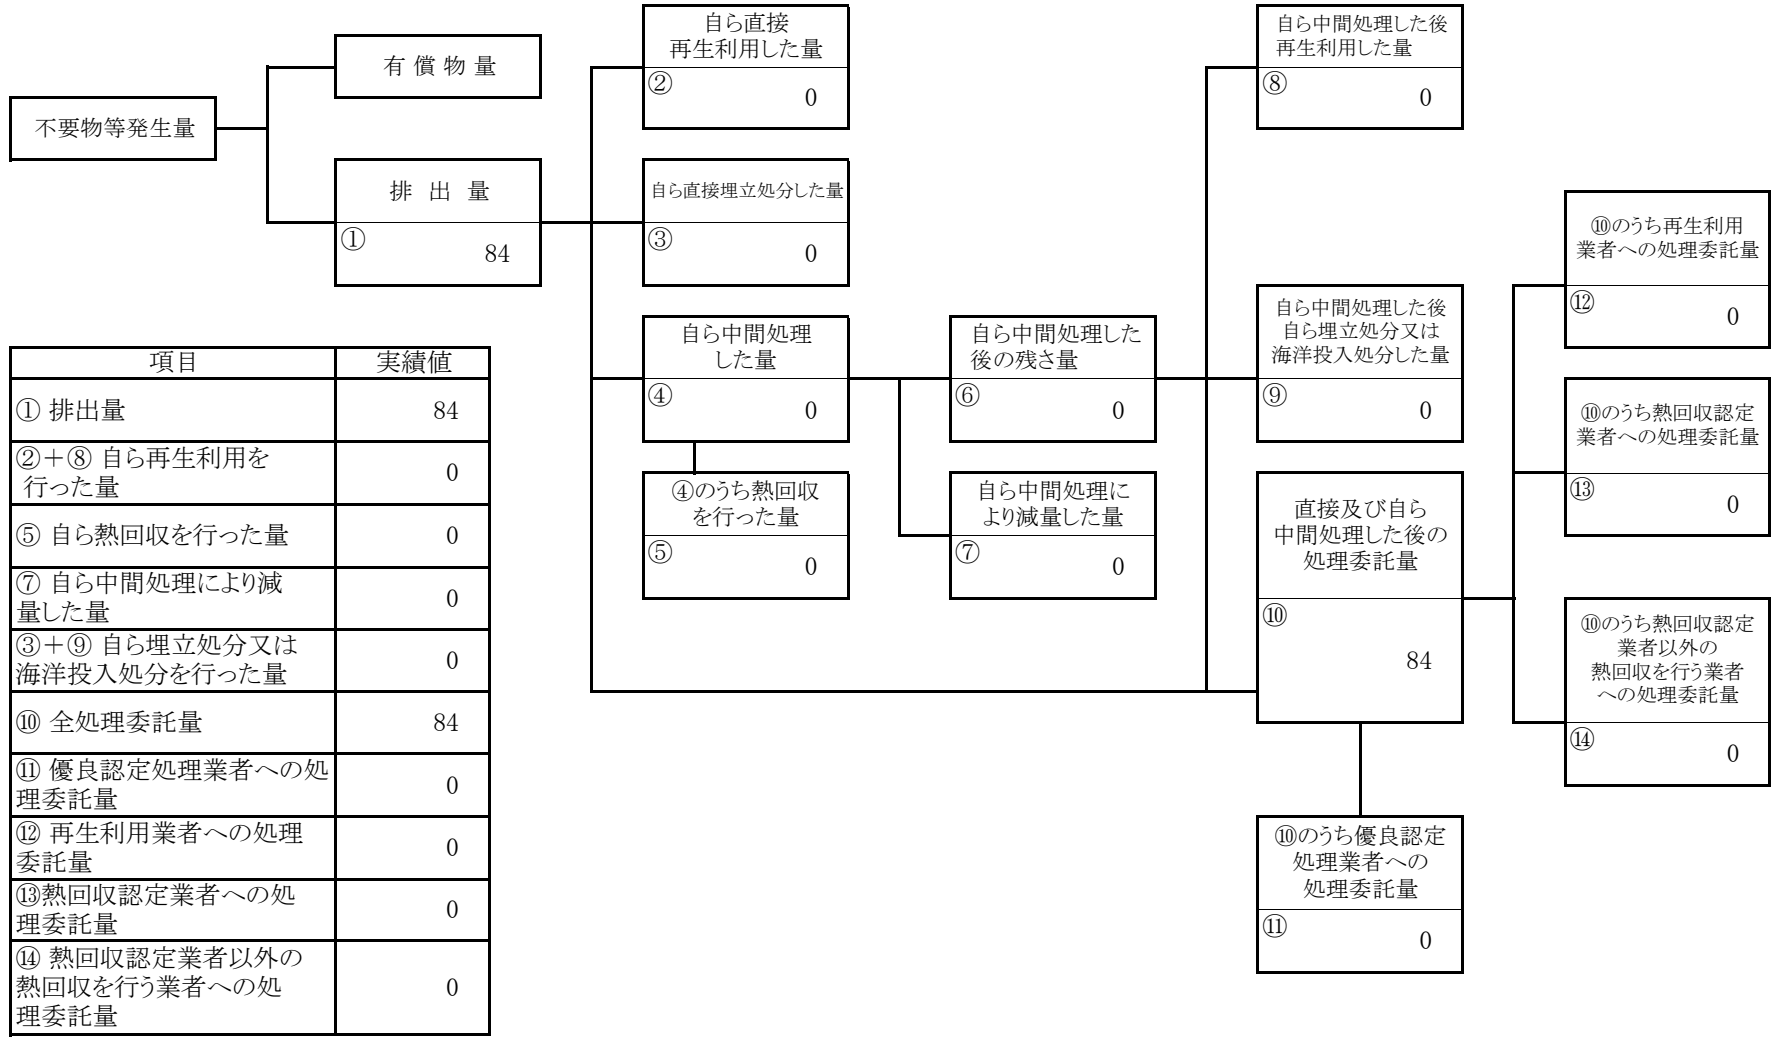 自ら直接
再生利用した量
②
0
自ら中間処理した後
再生利用した量
⑧
0
有 償 物 量
不要物等発生量
排 出 量
①
84
自ら直接埋立処分した量
③
0
⑩のうち再生利用
業者への処理委託量
⑫
0
自ら中間処理
した量
④
0
自ら中間処理した
後の残さ量
⑥
0
自ら中間処理した後
自ら埋立処分又は
海洋投入処分した量
⑨
0
⑩のうち熱回収認定
業者への処理委託量
⑬
0
④のうち熱回収
を行った量
⑤
0
自ら中間処理に
より減量した量
⑦
0
直接及び自ら
中間処理した後の
処理委託量
⑩
84
⑩のうち熱回収認定
業者以外の
熱回収を行う業者
への処理委託量
⑭
0
⑩のうち優良認定
処理業者への
処理委託量
⑪
0
項目 実績値
① 排出量 84
②＋⑧ 自ら再生利用を
行った量
0
⑤ 自ら熱回収を行った量 0
⑦ 自ら中間処理により減
量した量
0
③＋⑨ 自ら埋立処分又は
海洋投入処分を行った量
0
⑩ 全処理委託量 84
⑪ 優良認定処理業者への処
理委託量
0
⑫ 再生利用業者への処理
委託量
0
⑬熱回収認定業者への処
理委託量
0
⑭ 熱回収認定業者以外の
熱回収を行う業者への処
理委託量
0